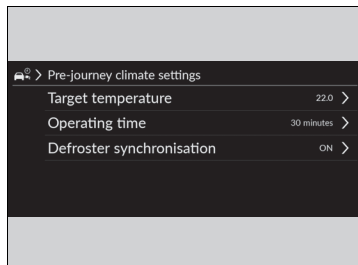 Pre-journey climate settings
Target temperature 22.0
Operating time 30 minutes
Defroster synchronisation ON